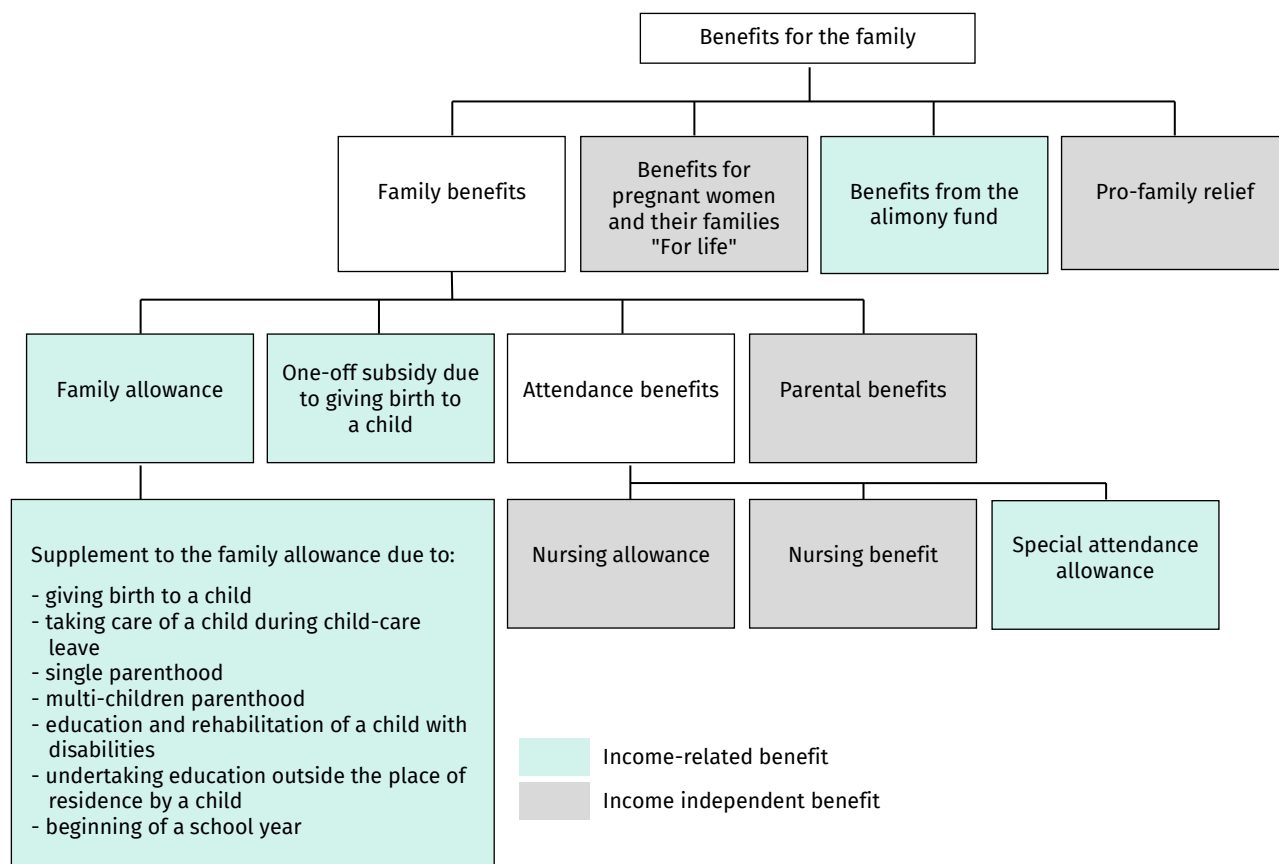 Benefits for the family
Family benefits
Benefits for
pregnant women
and their families
"For life"
Benefits from the
alimony fund
Pro-family relief
Family allowance
One-off subsidy due
to giving birth to
a child
Attendance benefits
Parental benefits
Supplement to the family allowance due to:
- giving birth to a child
- taking care of a child during child-care
leave
- single parenthood
- multi-children parenthood
- education and rehabilitation of a child with
disabilities
- undertaking education outside the place of
residence by a child
- beginning of a school year
Nursing allowance
Nursing benefit
Special attendance
allowance
Income-related benefit
Income independent benefit